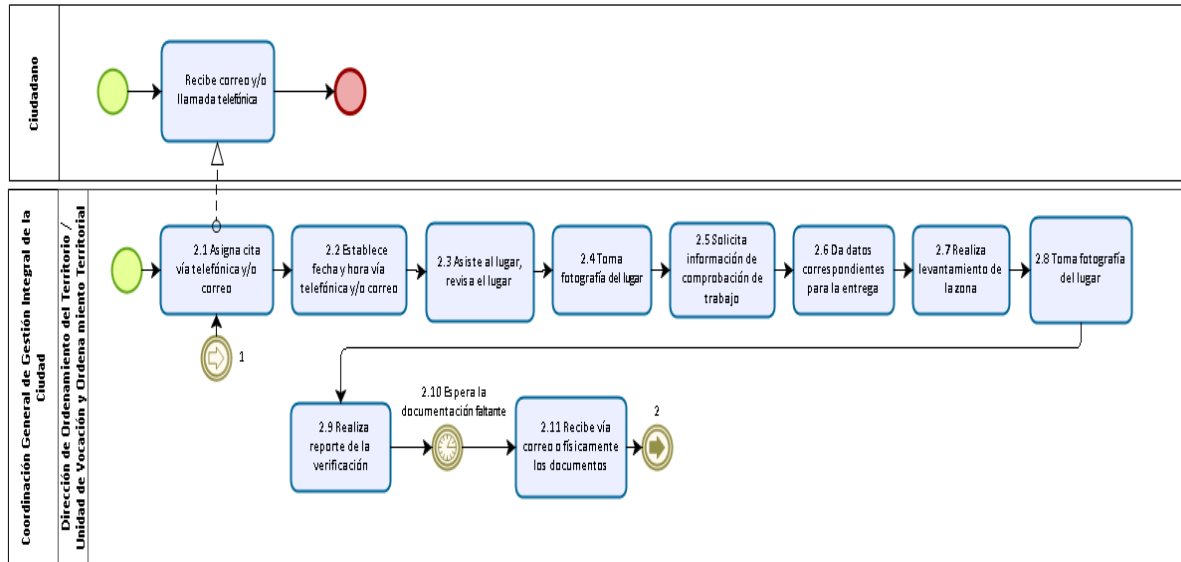 Ciudadano
Recibe correo y/o
llamada telefónica
Coordinación General de Gestión Integral de la
Ciudad
Dirección de Ordenamiento del Territorio /
Unidad de Vocación y Ordena miento Territorial
2.1 Asigna cita
vía telefónica y/o
correo
2.2 Establece
fecha y hora vía
telefónica y/o correo
2.3 Asiste al lugar,
revisa el lugar
2.4 Toma
fotografía del lugar
2.5 Solicita
información de
comprobación de
trabajo
2.6 Da datos
correspondientes
para la entrega
2.7 Realiza
levantamiento de
la zona
2.8 Toma fotografía
del lugar
1
2.9 Realiza
reporte de la
verificación
2.10 Espera la
documentación faltante
2.11 Recibe vía
correo o físicamente
los documentos
2